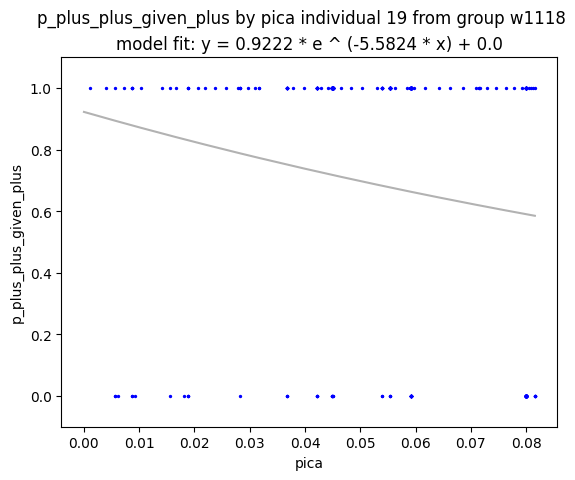 p_plus_plus_given_plus by pica individual 19 from group w1118
model fit: y = 0.9222 * e ^ (-5.5824 * x) + 0.0
p_plus_plus_given_plus
1.0
0.8
0.6
0.4
0.2
0.0
0.00 0.01 0.02 0.03 0.04 0.05 0.06 0.07 0.08
pica